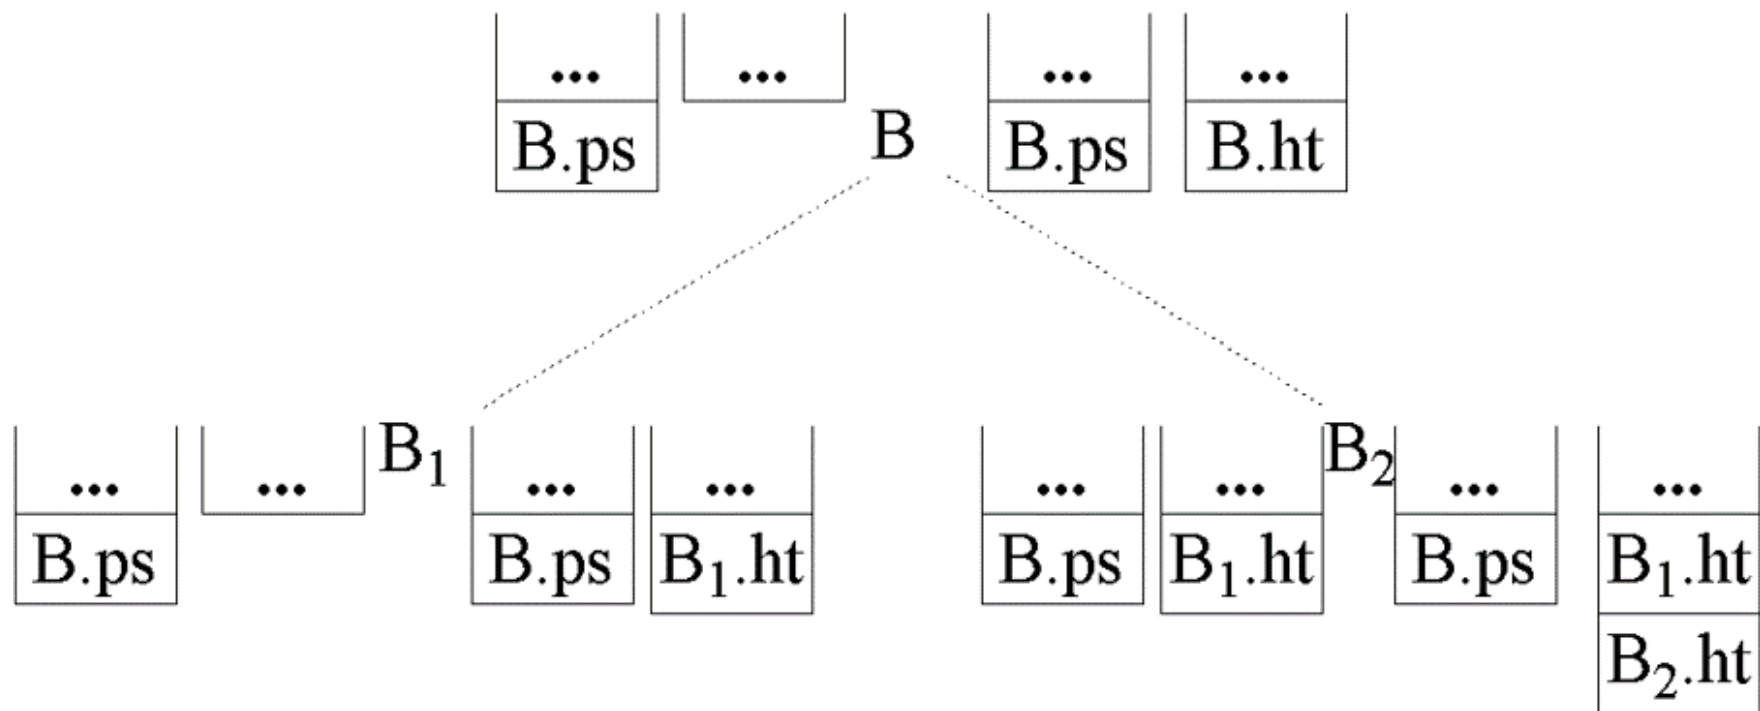 ... ... ... ...
B.ps B B.ps B.ht
... ... B₁ ... ... ... ... B₂ ... ...
B.ps B.ps B₁.ht B.ps B₁.ht B.ps B₁.ht
B₂.ht